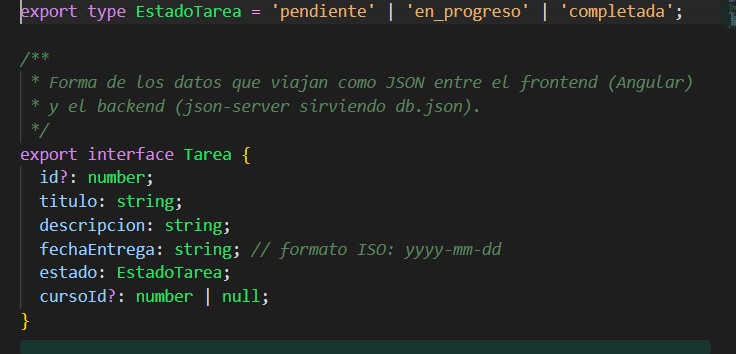 export type EstadoTarea = 'pendiente' | 'en_progreso' | 'completada';
/**
* Forma de los datos que viajan como JSON entre el frontend (Angular)
* y el backend (json-server sirviendo db.json).
*/
export interface Tarea {
id?: number;
titulo: string;
descripcion: string;
fechaEntrega: string; // formato ISO: yyyy-mm-dd
estado: EstadoTarea;
cursoId?: number | null;
}